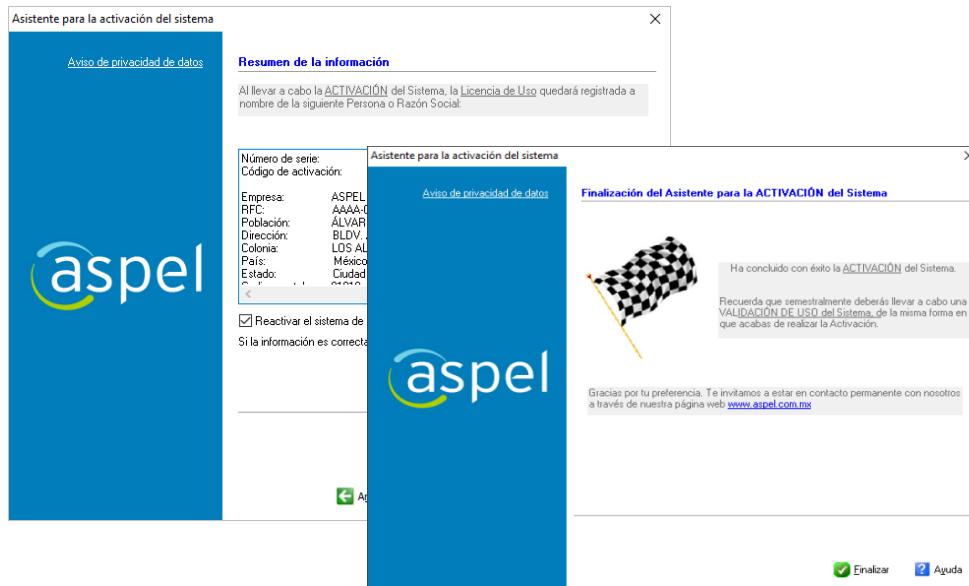 Asistente para la activación del sistema
Aviso de privacidad de datos
Resumen de la información
Al llevar a cabo la ACTIVACIÓN del Sistema, la Licencia de Uso quedará registrada a
nombre de la siguiente Persona o Razón Social:
Número de serie:
Código de activación:
Empresa: ASPEL
RFC: AAAA-
Población: ÁLVAR
Dirección: BLDV.
Colonia: LOS AL
País: México
Estado: Ciudad
aspel
Reactivar el sistema de
Si la información es correcta
Asistente para la activación del sistema
Aviso de privacidad de datos
Finalización del Asistente para la ACTIVACIÓN del Sistema
Ha concluido con éxito la ACTIVACIÓN del Sistema.
Recuerda que semestralmente deberás llevar a cabo una
VALIDACIÓN DE USO del Sistema, de la misma forma en
que acabas de realizar la Activación.
aspel
Gracias por tu preferencia. Te invitamos a estar en contacto permanente con nosotros
a través de nuestra página web www.aspel.com.mx
Finalizar
Ayuda